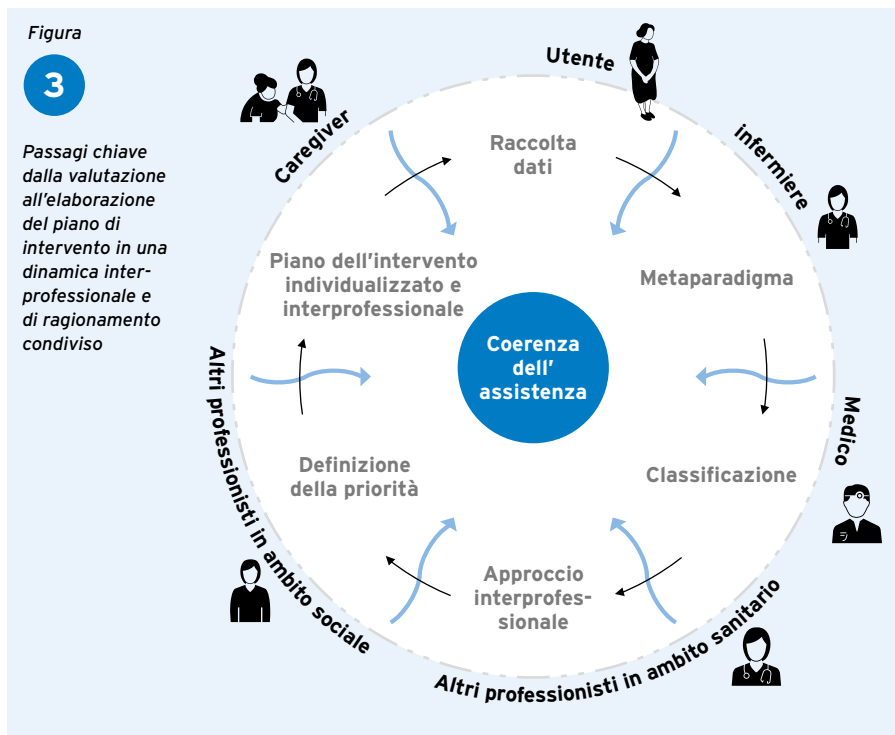 Figura
3
Passagi chiave
dalla valutazione
all'elaborazione
del piano di
intervento in una
dinamica inter-
professionale e
di ragionamento
condiviso
Utente
infermiere
Medico
Altri professionisti in ambito sanitario
Altri professionisti in ambito sociale
Caregiver
Raccolta
dati
Metaparadigma
Classificazione
Approccio
interprofes-
sionale
Definizione
della priorità
Piano dell'intervento
individualizzato e
interprofessionale
Coerenza
dell'
assistenza